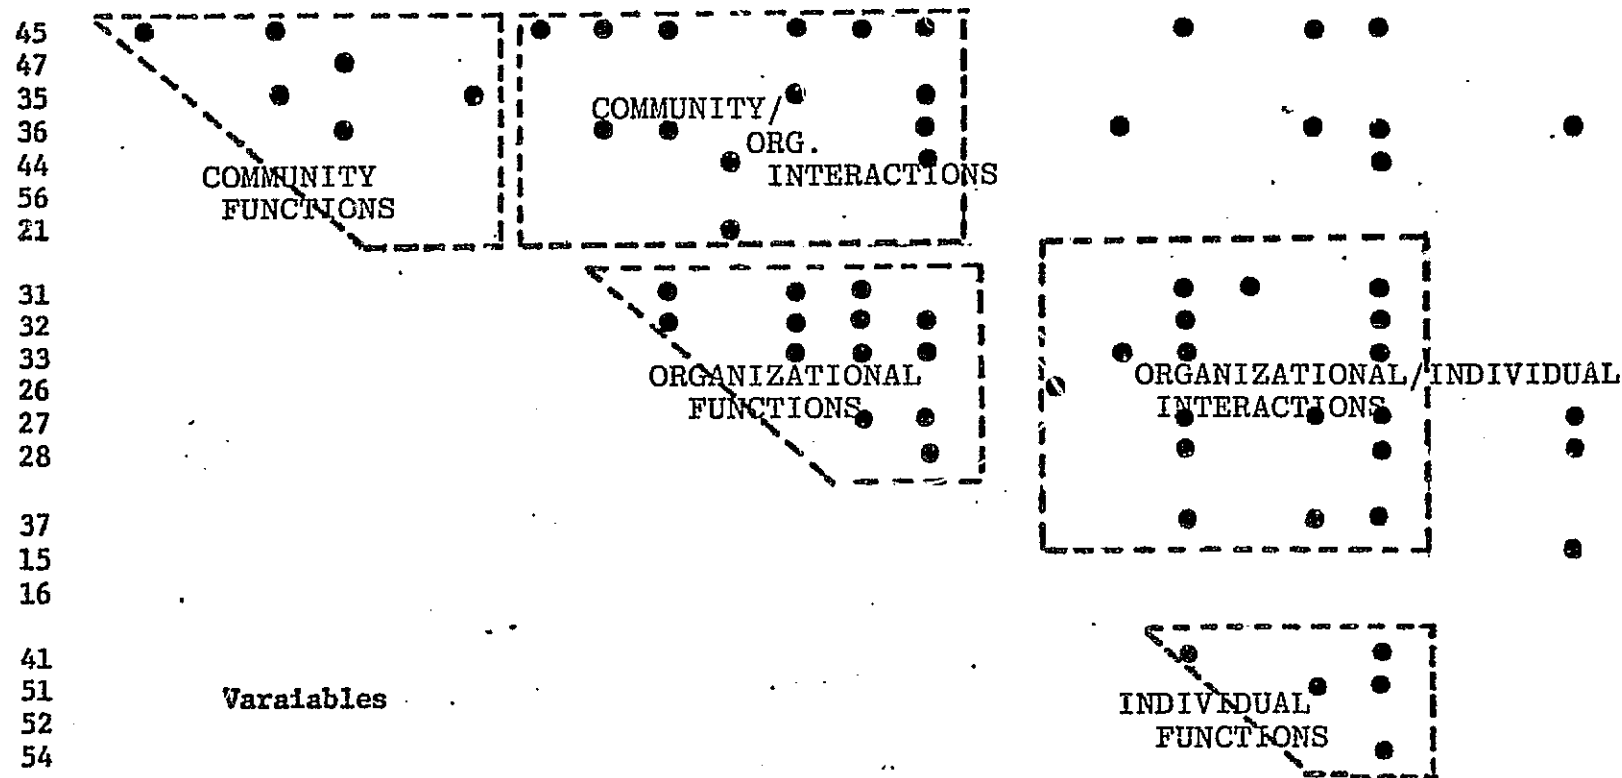 45
47
35
36
44
56
21
COMMUNITY
FUNCTIONS
COMMUNITY/
ORG.
INTERACTIONS
31
32
33
26
27
28
ORGANIZATIONAL
FUNCTIONS
ORGANIZATIONAL/INDIVIDUAL
INTERACTIONS
37
15
16
41
51
52
54
Varaiables
INDIVIDUAL
FUNCTIONS